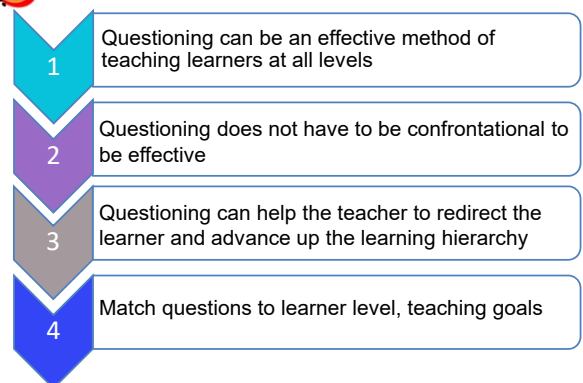 1
Questioning can be an effective method of
teaching learners at all levels
2
Questioning does not have to be confrontational to
be effective
3
Questioning can help the teacher to redirect the
learner and advance up the learning hierarchy
4
Match questions to learner level, teaching goals